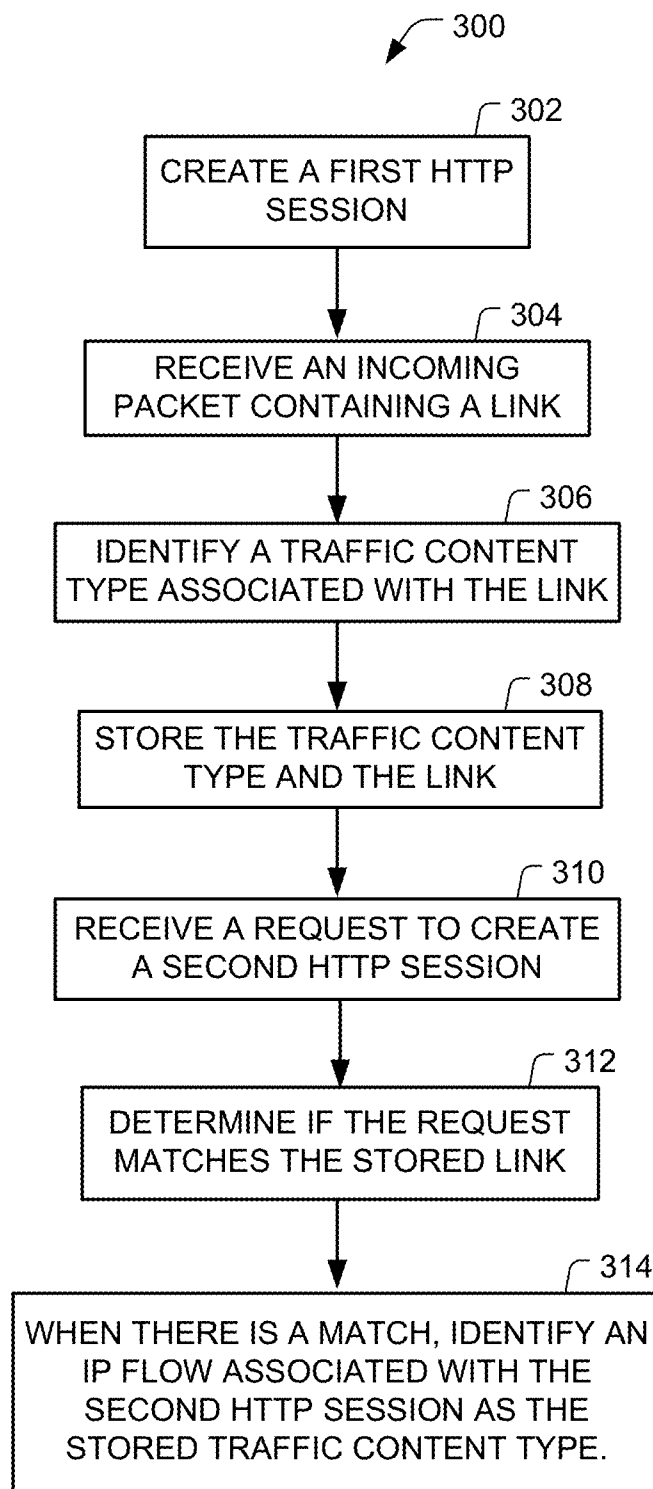 300
302
CREATE A FIRST HTTP
SESSION
304
RECEIVE AN INCOMING
PACKET CONTAINING A LINK
306
IDENTIFY A TRAFFIC CONTENT
TYPE ASSOCIATED WITH THE LINK
308
STORE THE TRAFFIC CONTENT
TYPE AND THE LINK
310
RECEIVE A REQUEST TO CREATE
A SECOND HTTP SESSION
312
DETERMINE IF THE REQUEST
MATCHES THE STORED LINK
314
WHEN THERE IS A MATCH, IDENTIFY AN
IP FLOW ASSOCIATED WITH THE
SECOND HTTP SESSION AS THE
STORED TRAFFIC CONTENT TYPE.